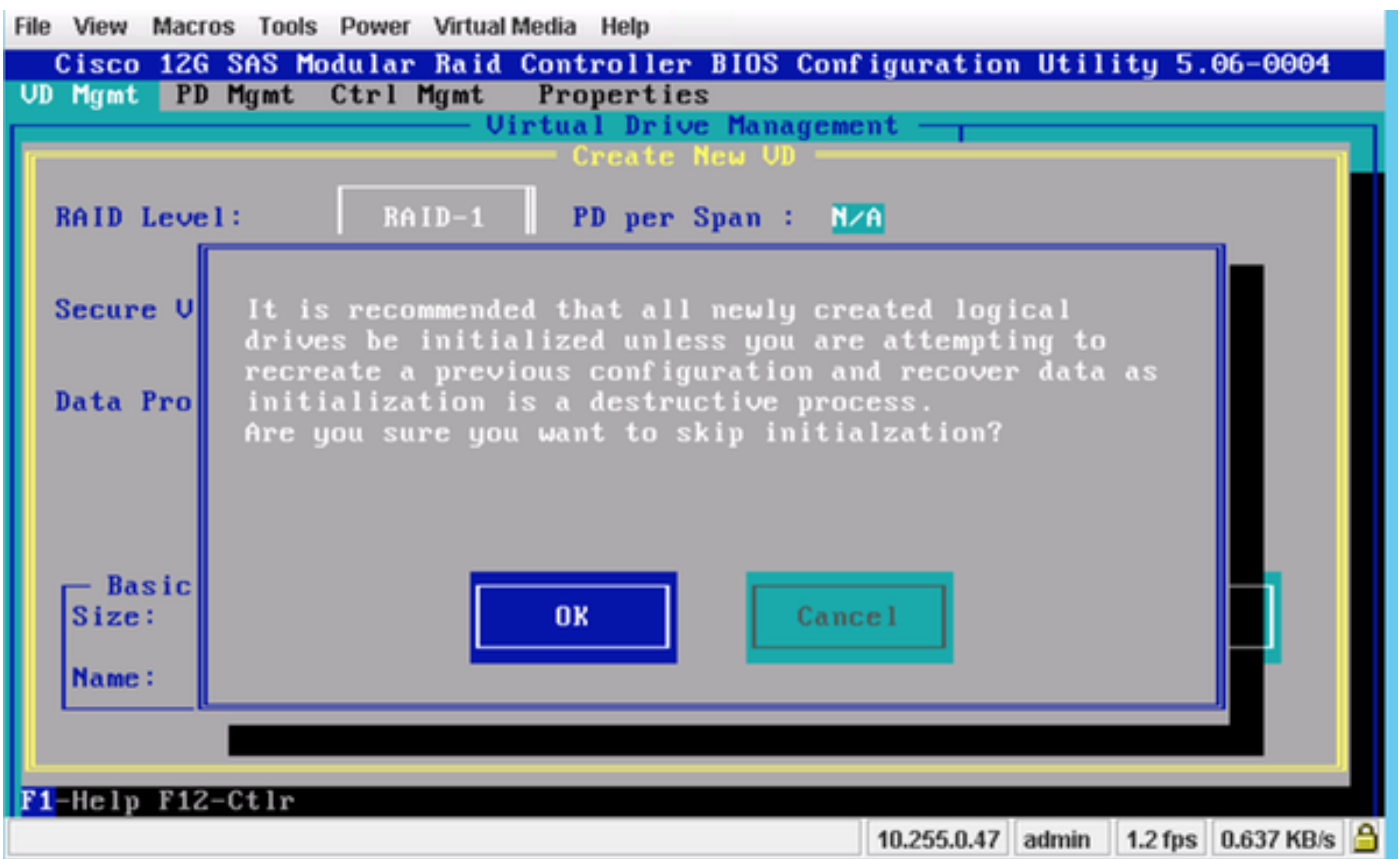 File View Macros Tools Power Virtual Media Help
Cisco 12G SAS Modular Raid Controller BIOS Configuration Utility 5.06-0004
VD Mgmt PD Mgmt Ctrl Mgmt Properties
Virtual Drive Management
Create New VD
RAID Level: RAID-1 PD per Span : N/A
Secure V
Data Pro
It is recommended that all newly created logical
drives be initialized unless you are attempting to
recreate a previous configuration and recover data as
initialization is a destructive process.
Are you sure you want to skip initialzation?
OK Cancel
Basic
Size:
Name:
F1-Help F12-Ctlr
10.255.0.47 admin 1.2 fps 0.637 KB/s